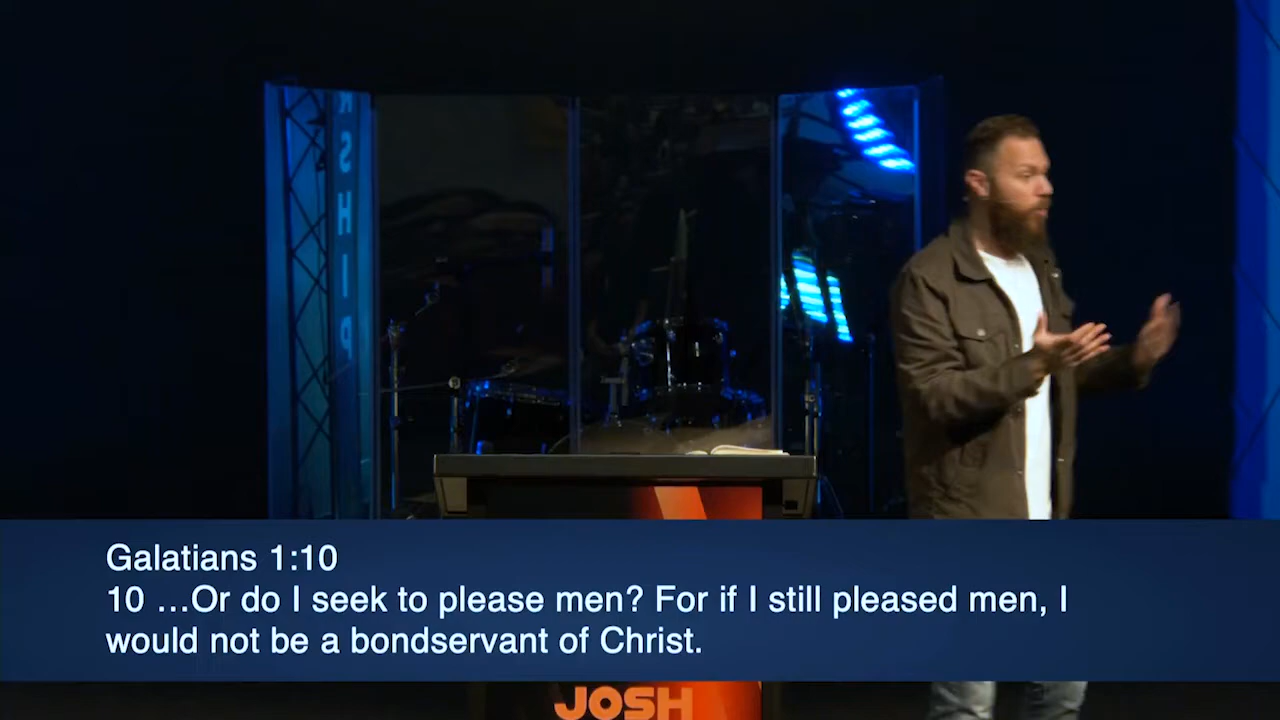 Galatians 1:10
10 …Or do I seek to please men? For if I still pleased men, I
would not be a bondservant of Christ.
JOSH